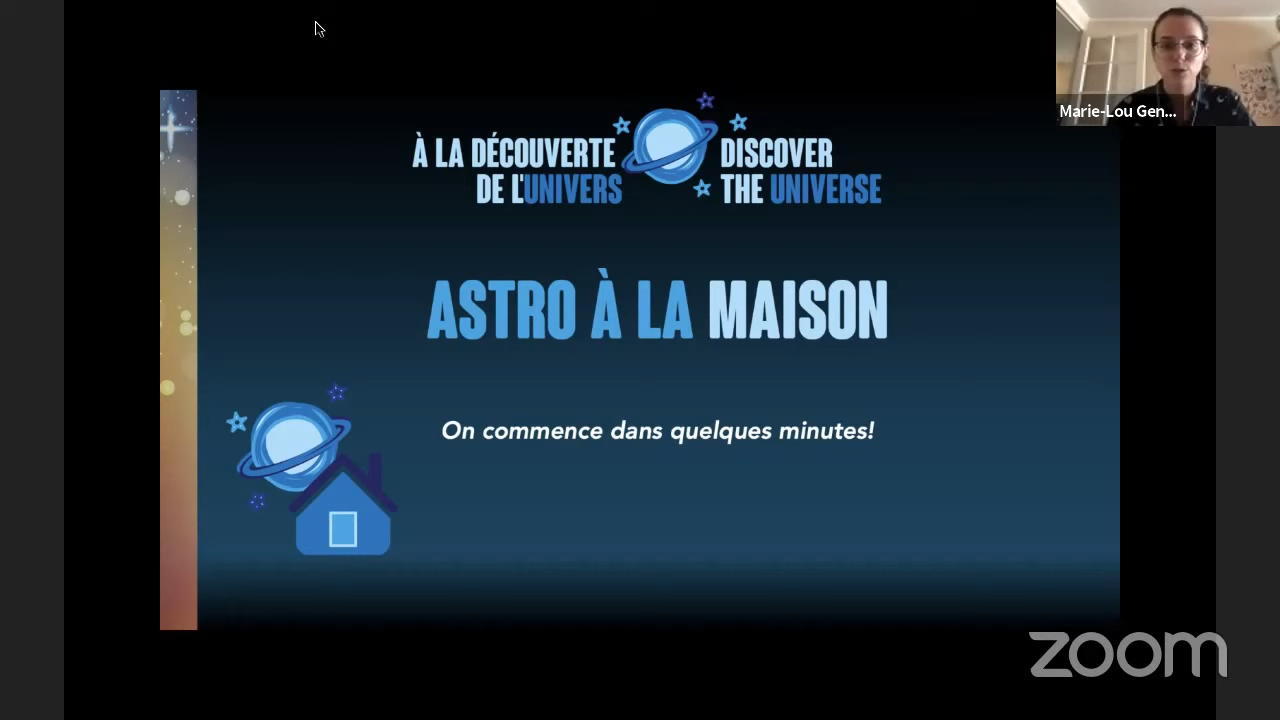 À LA DÉCOUVERTE
DE L'UNIVERS
DISCOVER
THE UNIVERSE
Marie-Lou Gen...
ASTRO À LA MAISON
On commence dans quelques minutes!
zoom